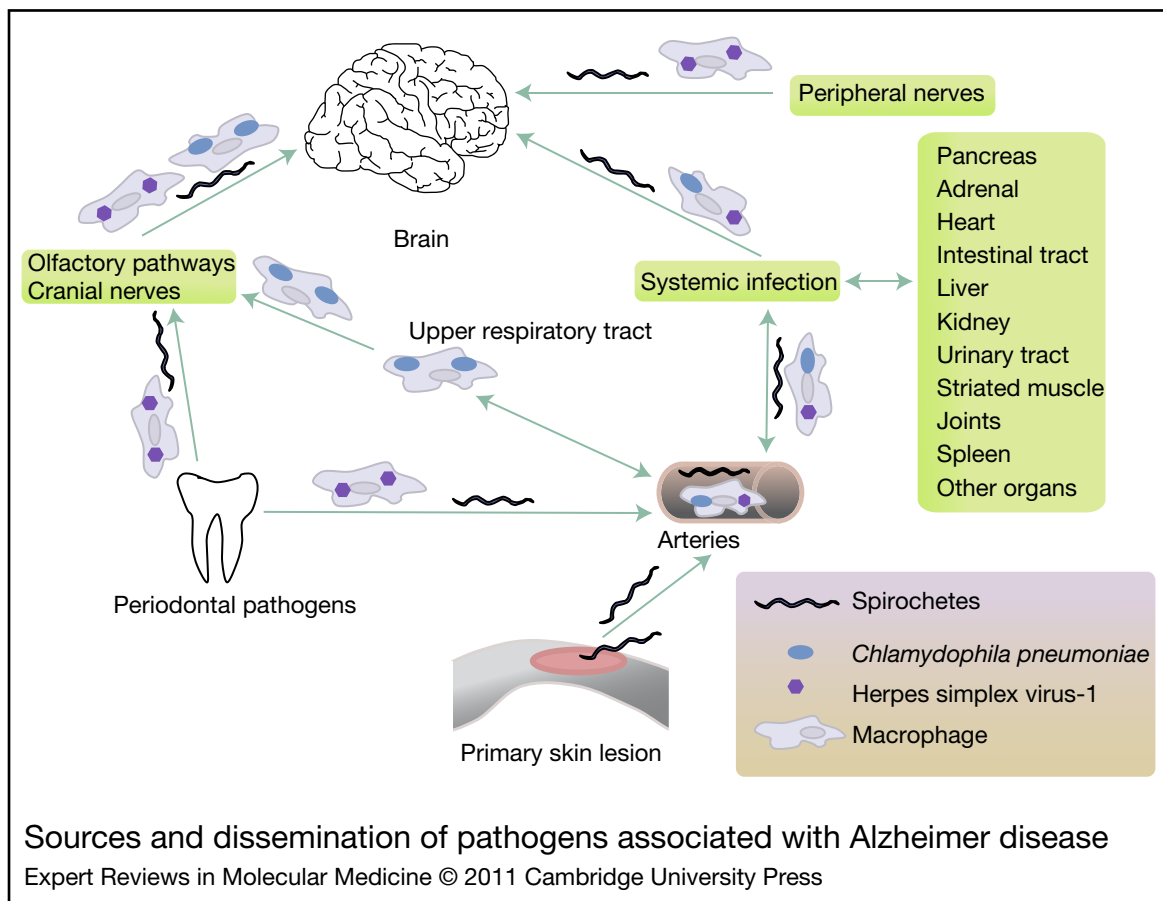 Peripheral nerves
Pancreas
Adrenal
Heart
Intestinal tract
Liver
Kidney
Urinary tract
Striated muscle
Joints
Spleen
Other organs
Brain
Olfactory pathways
Cranial nerves
Systemic infection
Upper respiratory tract
Arteries
Periodontal pathogens
Primary skin lesion
Spirochetes
Chlamydophila pneumoniae
Herpes simplex virus-1
Macrophage
Sources and dissemination of pathogens associated with Alzheimer disease
Expert Reviews in Molecular Medicine © 2011 Cambridge University Press